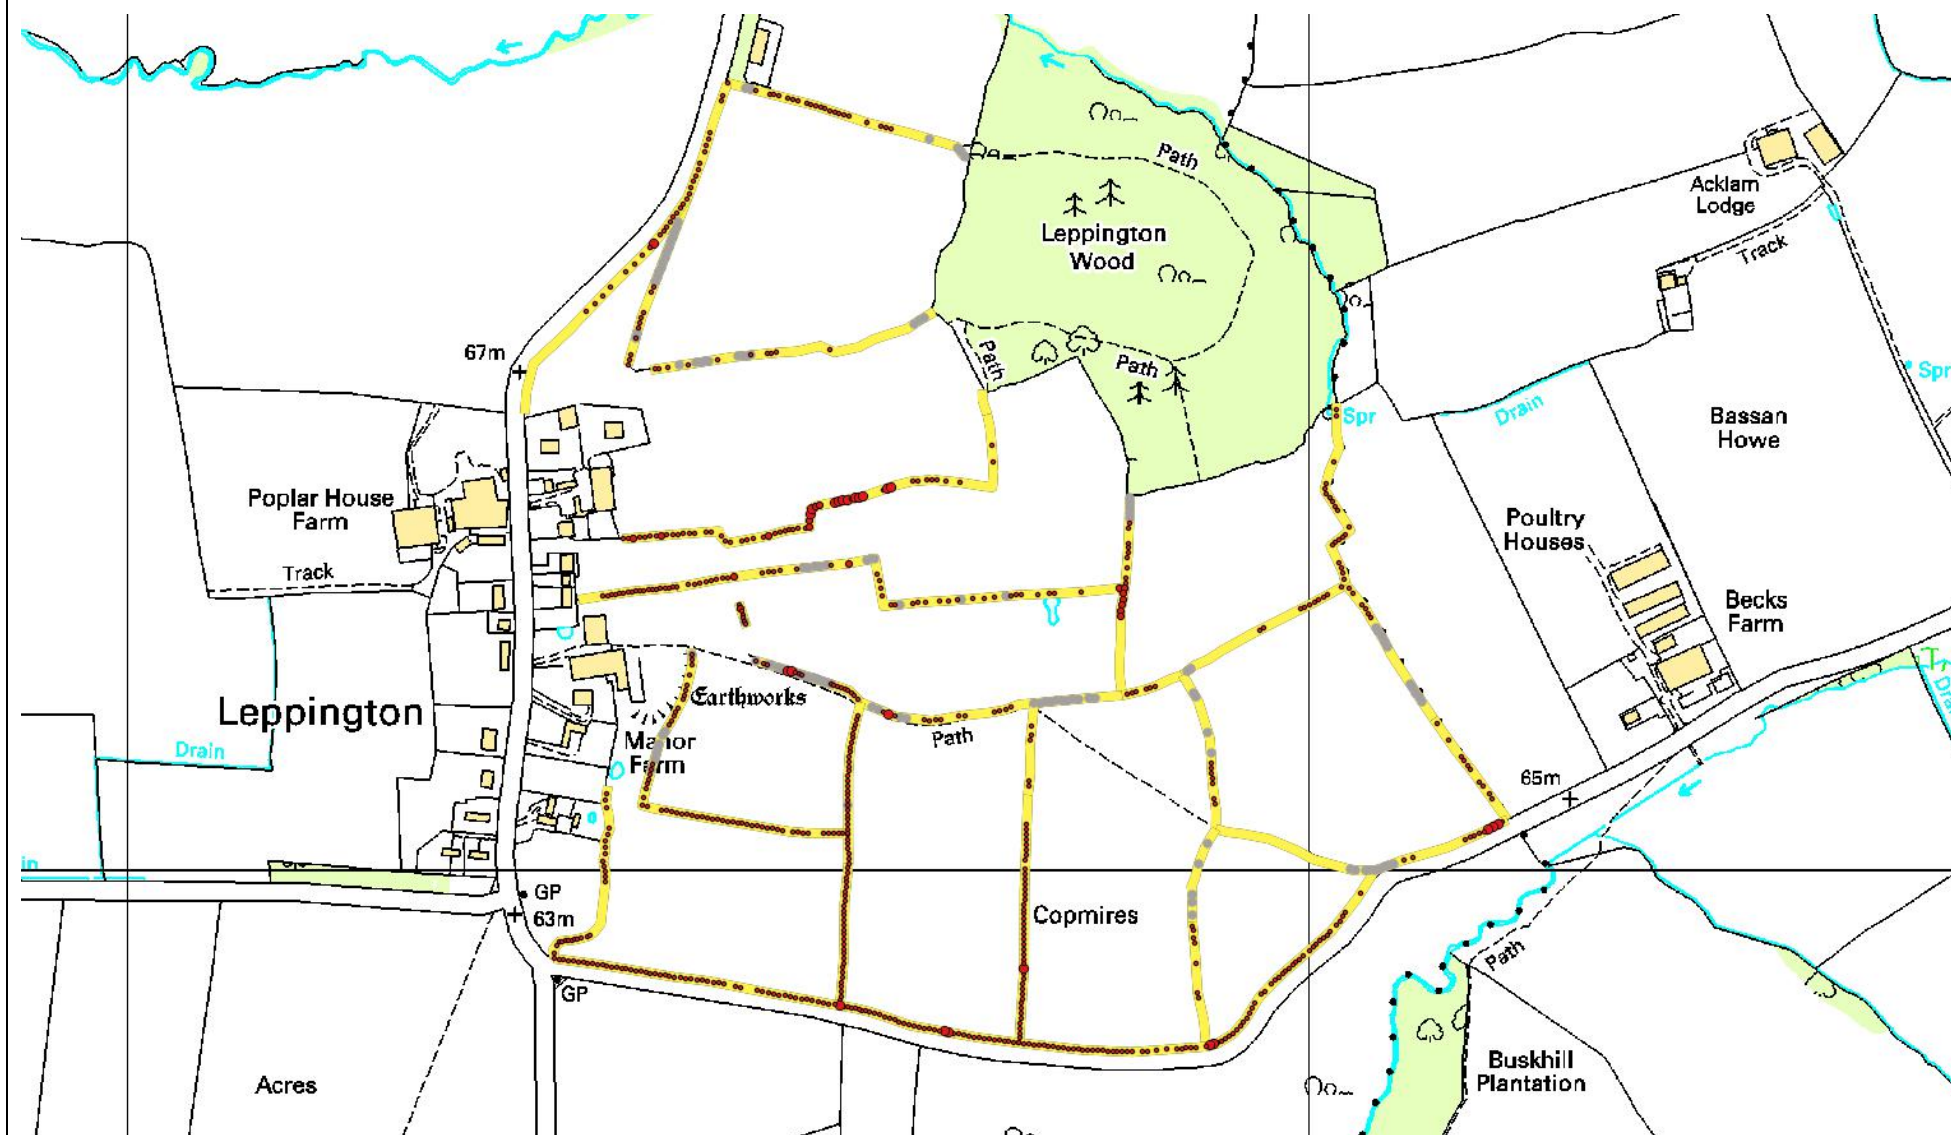 Path
Acklam
Lodge
Leppington
Wood
Track
67m
Path
Path
Spr
Drain
Spr
Bassan
Howe
Poplar House
Farm
Poultry
Houses
Track
Becks
Farm
Earthworks
Leppington
Manor
Farm
Path
Drain
65m
GP
63m
Copmires
Path
GP
Acres
Buskhill
Plantation